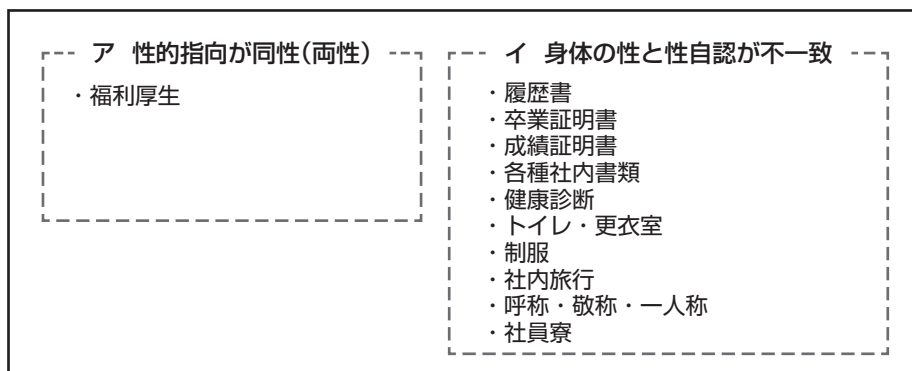 ア 性的指向が同性(両性)
・福利厚生
イ 身体の性と性自認が不一致
・履歴書
・卒業証明書
・成績証明書
・各種社内書類
・健康診断
・トイレ・更衣室
・制服
・社内旅行
・呼称・敬称・一人称
・社員寮